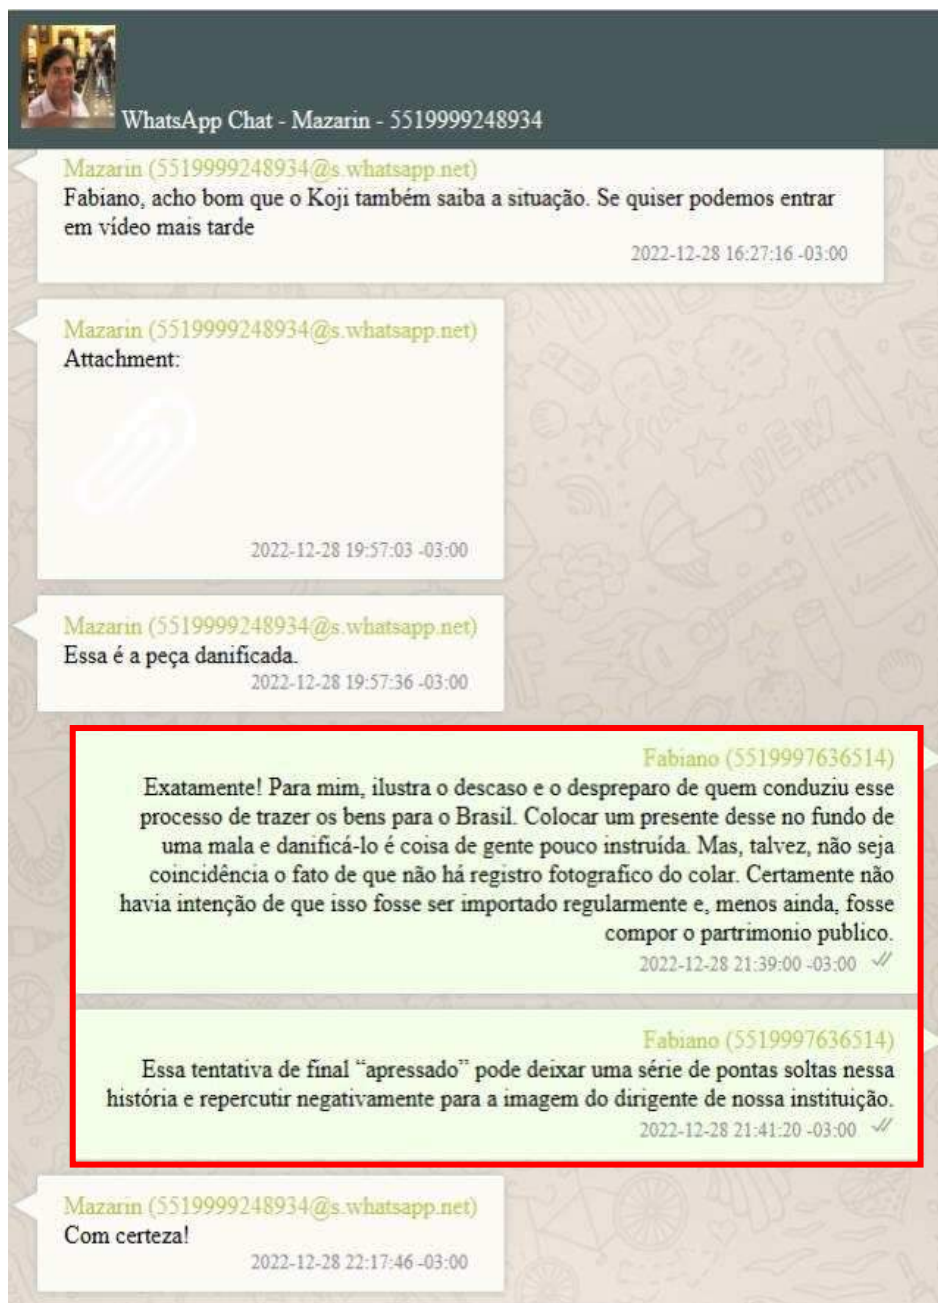 WhatsApp Chat - Mazarin - 5519999248934
Mazarin (5519999248934@s.whatsapp.net)
Fabiano, acho bom que o Koji também saiba a situação. Se quiser podemos entrar
em vídeo mais tarde
2022-12-28 16:27:16 -03:00
Mazarin (5519999248934@s.whatsapp.net)
Attachment:
2022-12-28 19:57:03 -03:00
Mazarin (5519999248934@s.whatsapp.net)
Essa é a peça danificada.
2022-12-28 19:57:36 -03:00
Fabiano (5519997636514)
Exatamente! Para mim, ilustra o descaso e o despreparo de quem conduziu esse
processo de trazer os bens para o Brasil. Colocar um presente desse no fundo de
uma mala e danificá-lo é coisa de gente pouco instruída. Mas, talvez, não seja
coincidência o fato de que não há registro fotografico do colar. Certamente não
havia intenção de que isso fosse ser importado regularmente e, menos ainda, fosse
compor o partrimonio publico.
2022-12-28 21:39:00 -03:00
Fabiano (5519997636514)
Essa tentativa de final “apressado” pode deixar uma série de pontas soltas nessa
história e repercutir negativamente para a imagem do dirigente de nossa instituição.
2022-12-28 21:41:20 -03:00
Mazarin (5519999248934@s.whatsapp.net)
Com certeza!
2022-12-28 22:17:46 -03:00